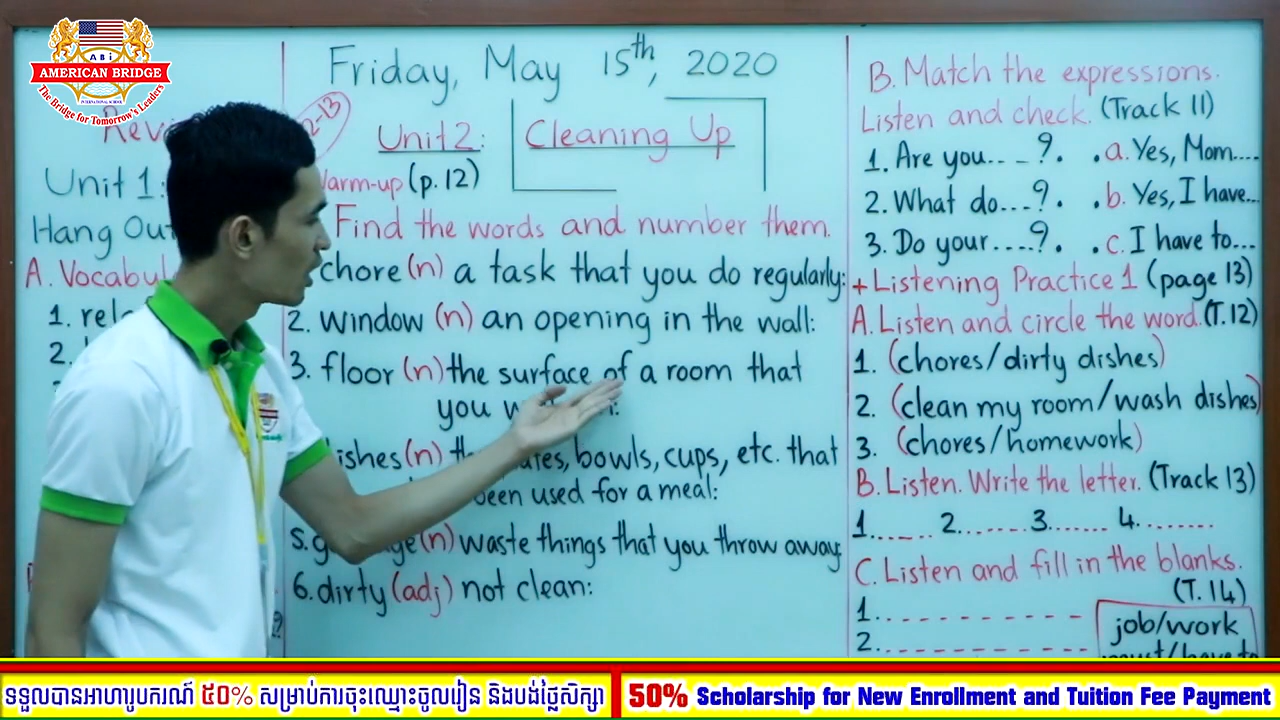 ABi
AMERICAN BRIDGE
INTERNATIONAL SCHOOL
The Bridge for Tomorrow's Leaders
Unit 1:
Hang Out
A. Vocabul
1. rel
2.
Friday, May 15th, 2020
Unit 2: Cleaning Up
Warm-up (p. 12)
Find the words and number them.
chore (n) a task that you do regularly:
2. window (n) an opening in the wall:
3. floor (n) the surface of a room that
you
dishes (n) bowls, cups, etc. that
been used for a meal:
5. (n) waste things that you throw away:
6. dirty (adj) not clean:
B. Match the expressions.
Listen and check. (Track 11)
1. Are you.. _ ?. .a. Yes, Mom....
2. What do....?. .b. Yes, I have...
3. Do your ....?. .c. I have to...
+ Listening Practice 1 (page 13)
A. Listen and circle the word. (T.12)
1. (chores/dirty dishes)
2. (clean my room/wash dishes)
3. (chores/homework)
B. Listen. Write the letter. (Track 13)
1....... 2....... 3....... 4........
C. Listen and fill in the blanks.
(T. 14)
1.
2.
job/work
must/have to
ទទួលបានអាហារូបករណ៍ ៥០% សម្រាប់ការចុះឈ្មោះចូលរៀន និងបង់ថ្លៃសិក្សា
50% Scholarship for New Enrollment and Tuition Fee Payment